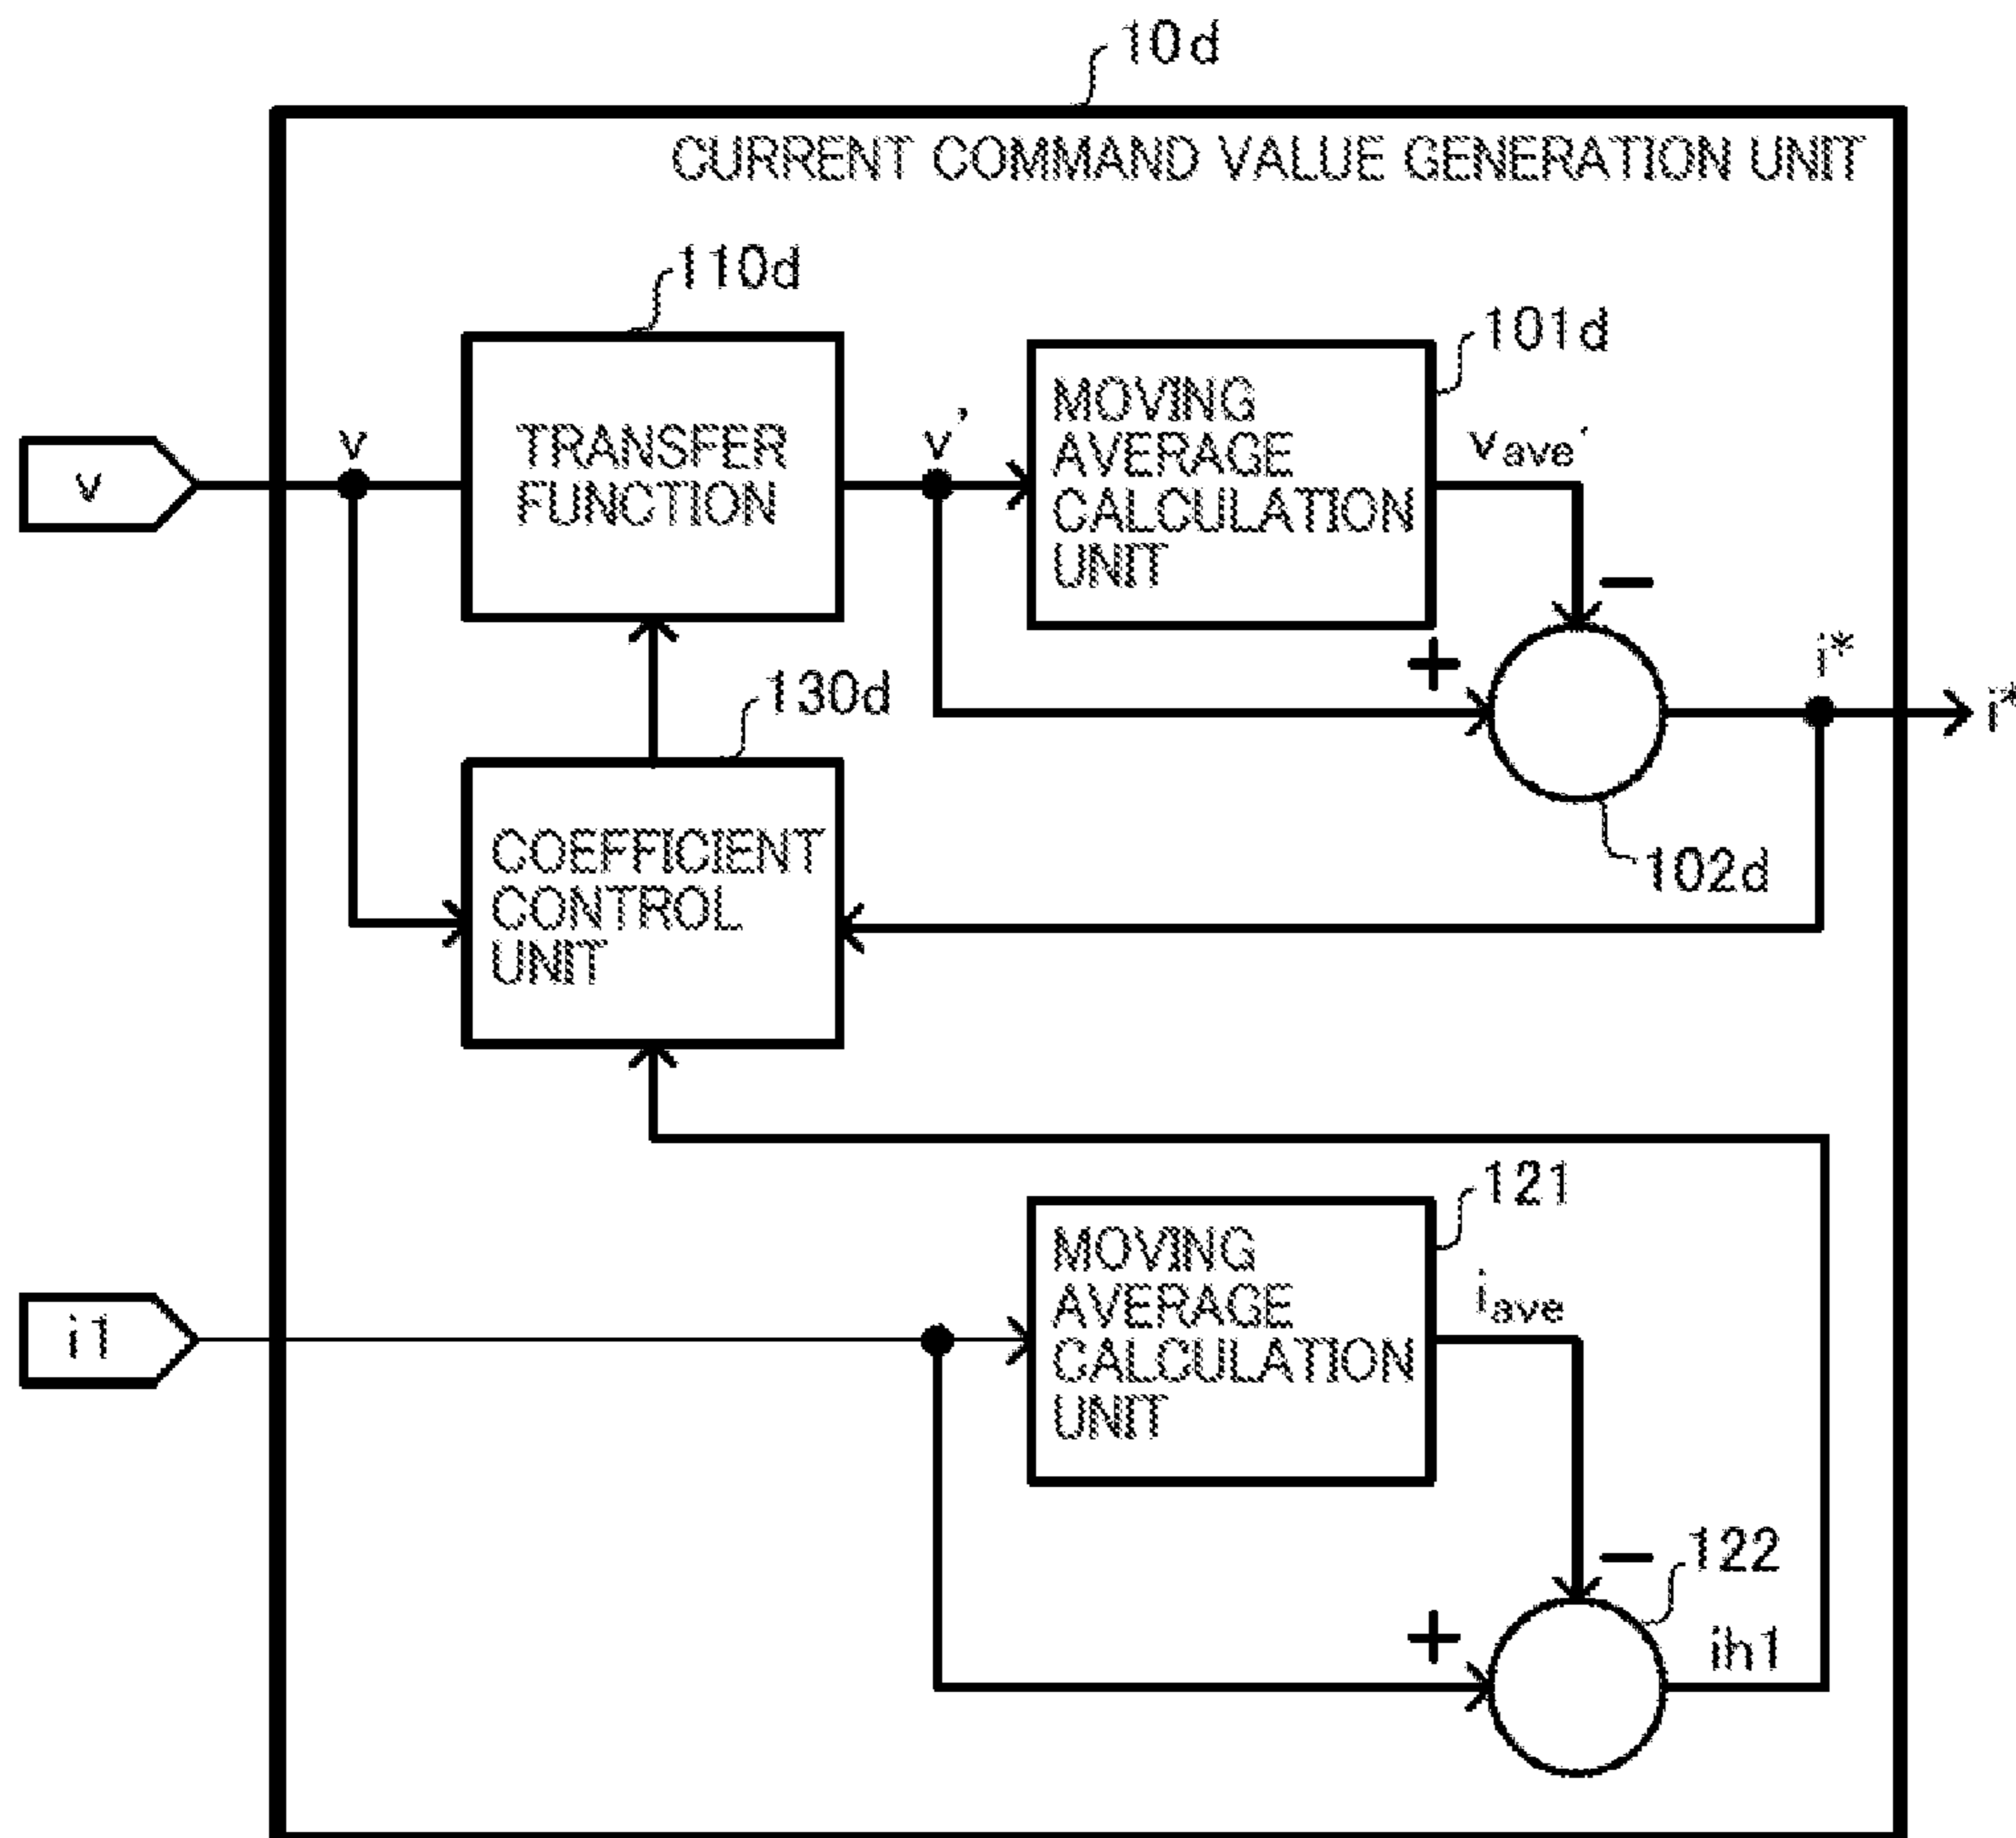 10d
CURRENT COMMAND VALUE GENERATION UNIT
110d
101d
v
v
TRANSFER
FUNCTION
v'
MOVING
AVERAGE
CALCULATION
UNIT
vave'
−
+
130d
i*
i*
102d
COEFFICIENT
CONTROL
UNIT
121
i1
MOVING
AVERAGE
CALCULATION
UNIT
iave
−
122
+
ih1